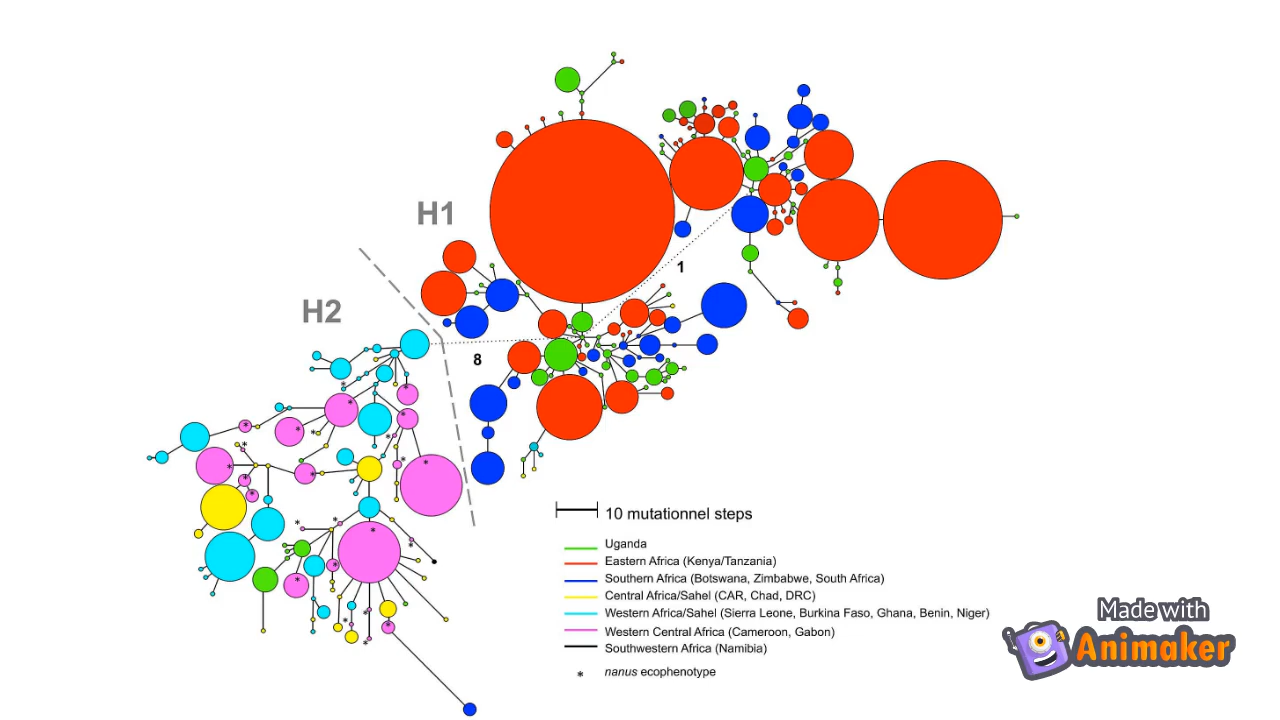 H1
1
H2
8
10 mutationnel steps
Uganda
Eastern Africa (Kenya/Tanzania)
Southern Africa (Botswana, Zimbabwe, South Africa)
Central Africa/Sahel (CAR, Chad, DRC)
Western Africa/Sahel (Sierra Leone, Burkina Faso, Ghana, Benin, Niger)
Western Central Africa (Cameroon, Gabon)
Southwestern Africa (Namibia)
* nanus ecophenotype
Made with
Animaker